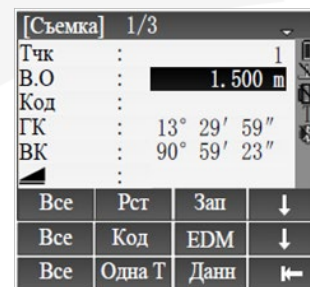 [Съемка] 1/3
Тчк : 1
В.О : 1.500 m
Код :
ГК : 13° 29′ 59″
ВК : 90° 59′ 23″
:
Все Рст Зап ↓
Все Код EDM ↓
Все Одна Т Данн